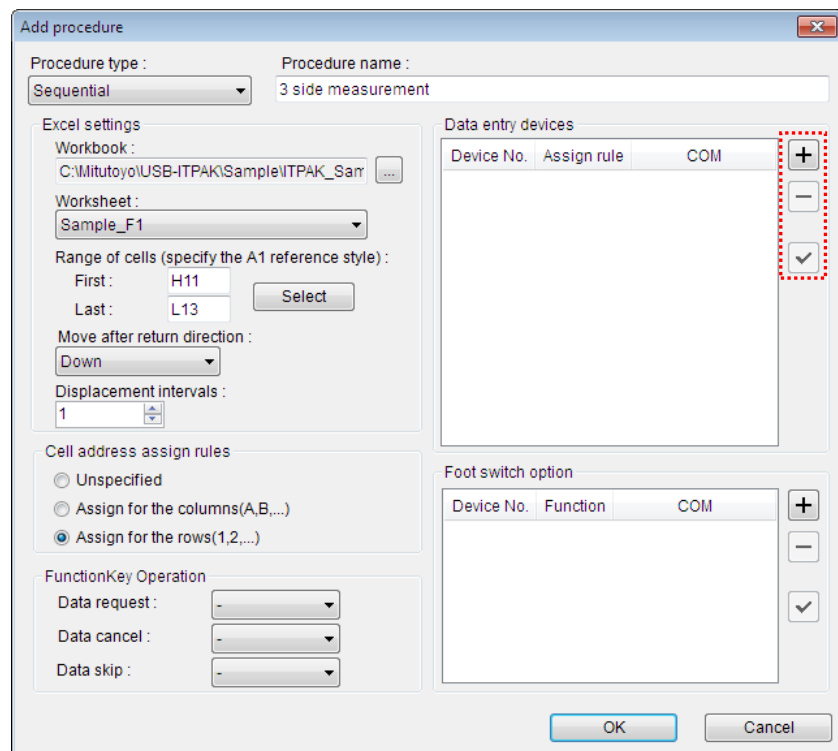 Add procedure
Procedure type :
Procedure name :
Sequential
3 side measurement
Excel settings
Workbook :
C:\Mitutoyo\USB-ITPAK\Sample\ITPAK_Sam
...
Worksheet :
Sample_F1
Range of cells (specify the A1 reference style) :
First :
H11
Last :
L13
Select
Move after return direction :
Down
Displacement intervals :
1
Cell address assign rules
Unspecified
Assign for the columns(A,B,...)
Assign for the rows(1,2,...)
FunctionKey Operation
Data request :
-
Data cancel :
-
Data skip :
-
Data entry devices
Device No.
Assign rule
COM
Foot switch option
Device No.
Function
COM
OK
Cancel